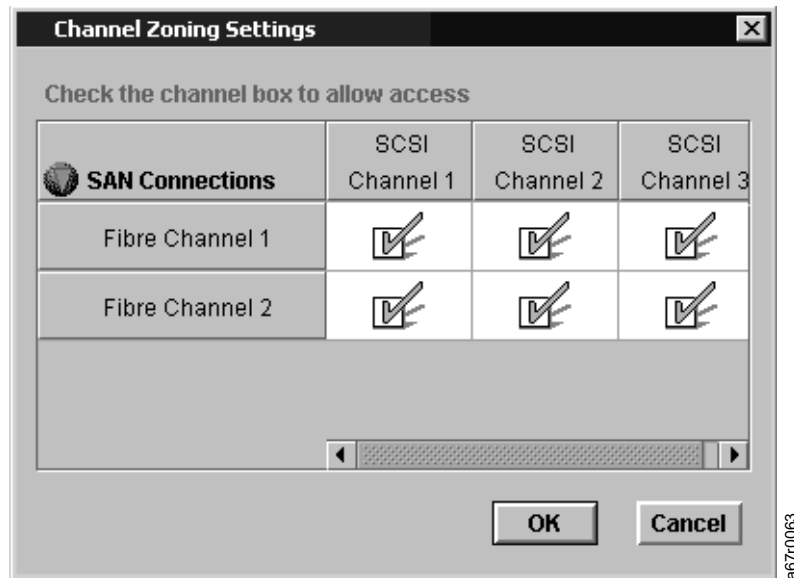 Channel Zoning Settings
Check the channel box to allow access
SAN Connections
SCSI Channel 1
SCSI Channel 2
SCSI Channel 3
Fibre Channel 1
Fibre Channel 2
OK
Cancel
a67r0063